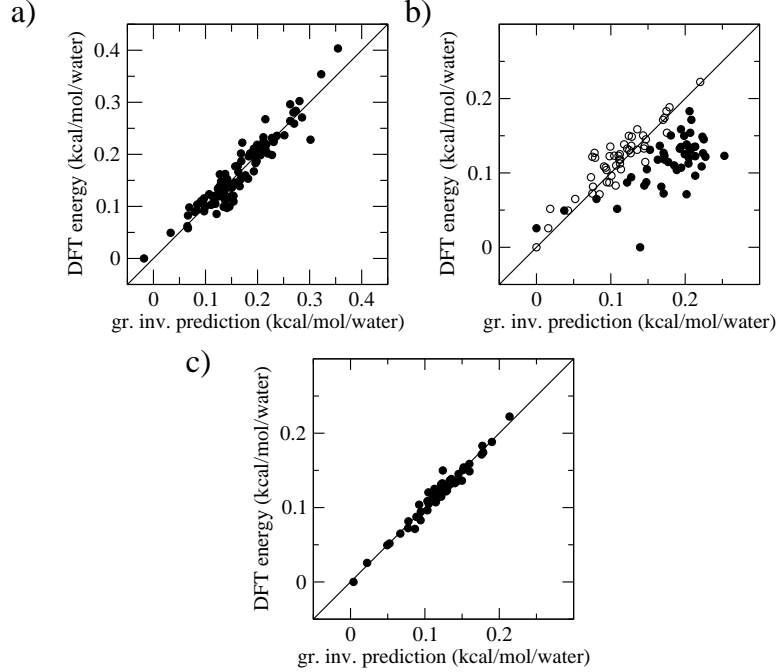 a)
DFT energy (kcal/mol/water)
0.4
0.3
0.2
0.1
0
0 0.1 0.2 0.3 0.4
gr. inv. prediction (kcal/mol/water)
b)
DFT energy (kcal/mol/water)
0.2
0.1
0
0 0.1 0.2
gr. inv. prediction (kcal/mol/water)
c)
DFT energy (kcal/mol/water)
0.2
0.1
0
0 0.1 0.2
gr. inv. prediction (kcal/mol/water)